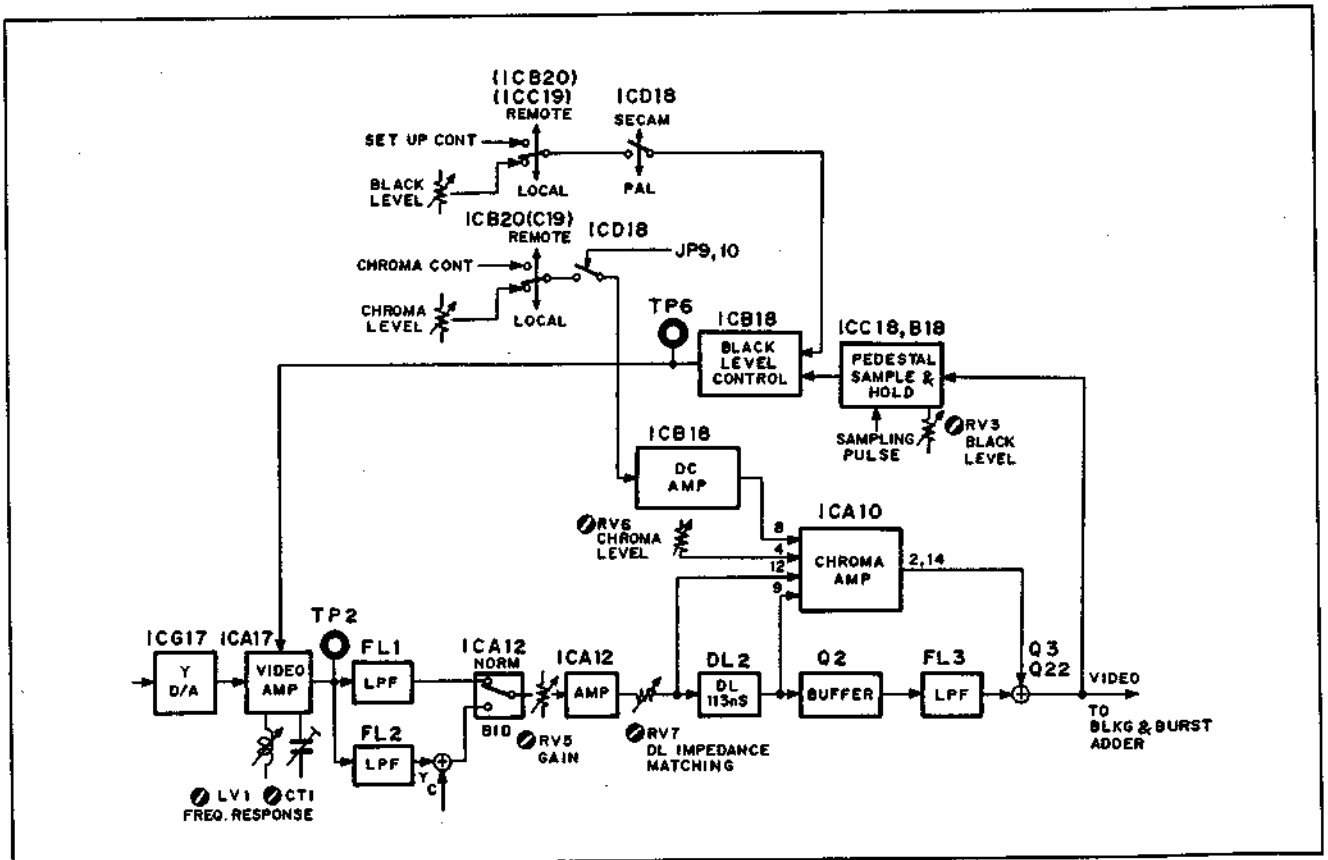 (ICB20)
(ICC19)
REMOTE
ICD18
SECAM
SET UP CONT
BLACK
LEVEL
LOCAL
PAL
ICB20(C19)
REMOTE
ICD18
JP9, 10
CHROMA CONT
CHROMA
LEVEL
LOCAL
TP6
ICB18
BLACK
LEVEL
CONTROL
ICC18, B18
PEDESTAL
SAMPLE &
HOLD
SAMPLING
PULSE
RV3
BLACK
LEVEL
ICB18
DC
AMP
RV6
CHROMA
LEVEL
8
4
12
9
ICA10
CHROMA
AMP
2,14
TP2
ICG17
Y
D/A
ICA17
VIDEO
AMP
FL1
LPF
ICA12
NORM
BID
ICA12
AMP
DL2
DL
113nS
Q2
BUFFER
FL3
LPF
Q3
Q22
VIDEO
TO
BLKG & BURST
ADDER
RV5
GAIN
RV7
DL IMPEDANCE
MATCHING
FL2
LPF
Y
C
LV1
CT1
FREQ. RESPONSE